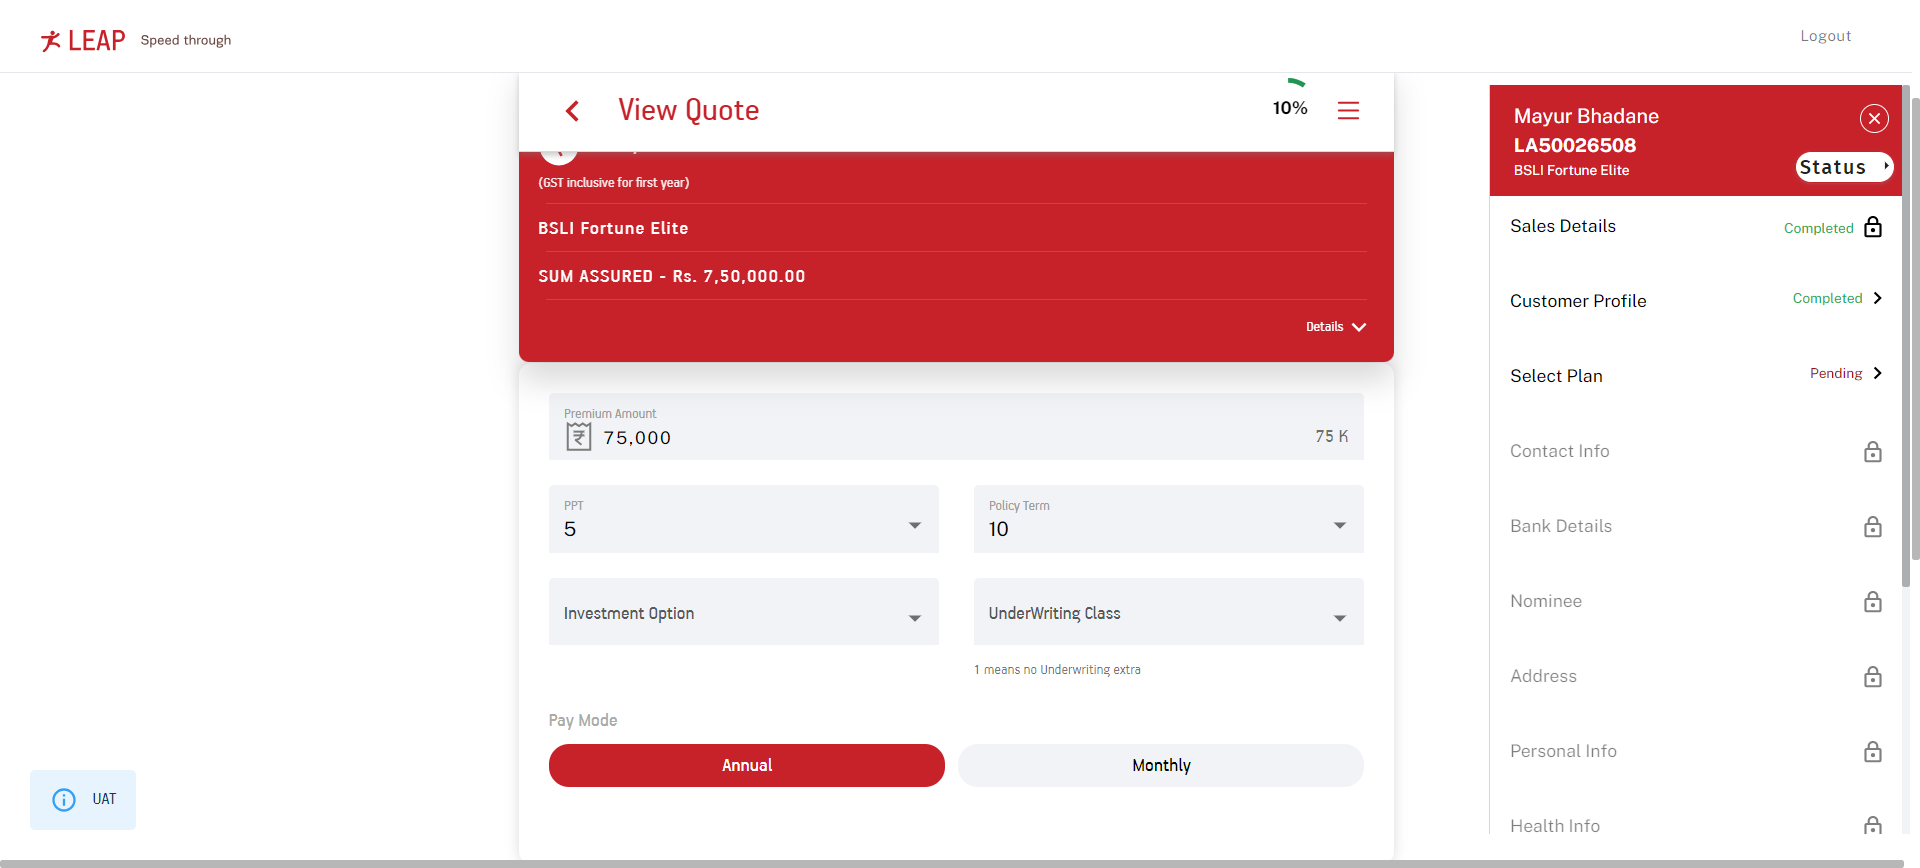 LEAP Speed through
Logout
View Quote
10%
(GST inclusive for first year)
BSLI Fortune Elite
SUM ASSURED - Rs. 7,50,000.00
Details
Premium Amount
75,000
75 K
PPT
5
Policy Term
10
Investment Option
UnderWriting Class
1 means no Underwriting extra
Pay Mode
Annual
Monthly
UAT
Mayur Bhadane
LA50026508
BSLI Fortune Elite
Status
Sales Details
Completed
Customer Profile
Completed
Select Plan
Pending
Contact Info
Bank Details
Nominee
Address
Personal Info
Health Info